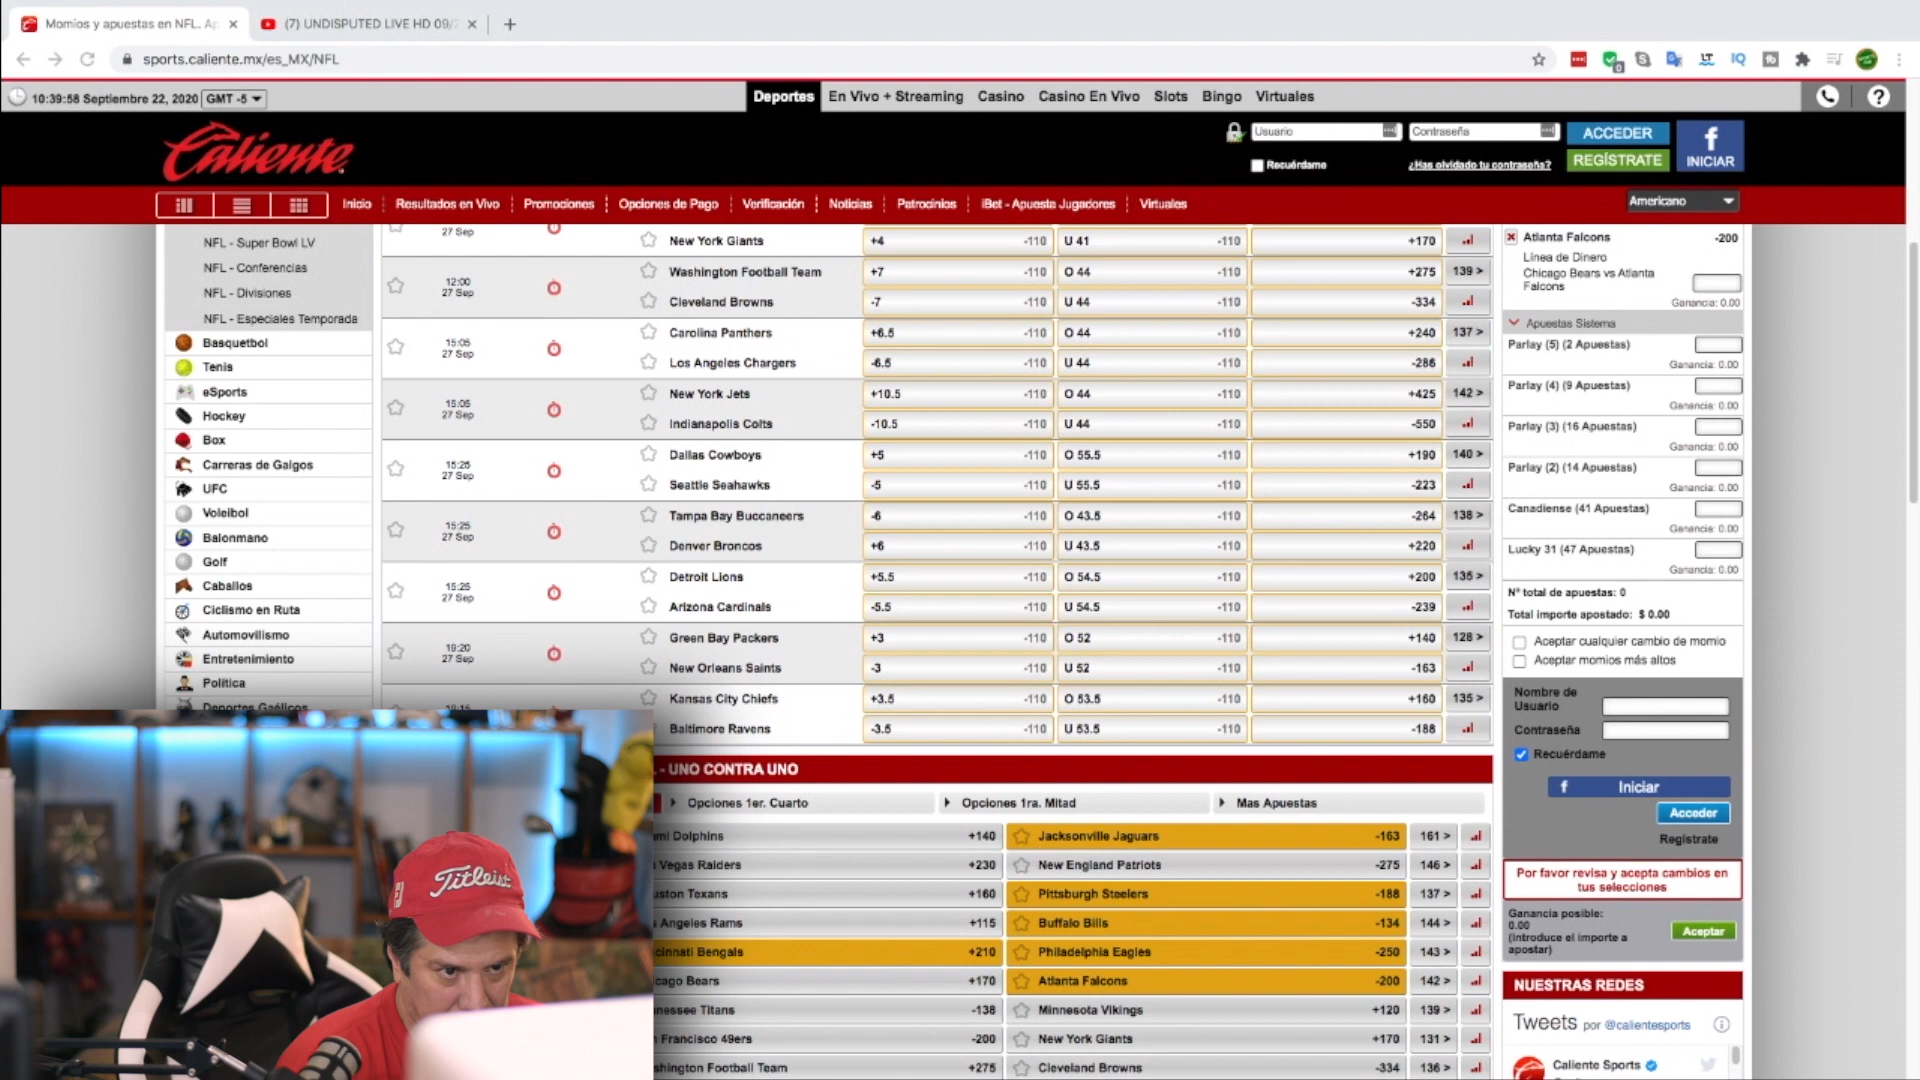 Momios y apuestas en NFL. Ap
(7) UNDISPUTED LIVE HD 09/2
sports.caliente.mx/es_MX/NFL
10:39:58 Septiembre 22, 2020 GMT -5
Deportes En Vivo + Streaming Casino Casino En Vivo Slots Bingo Virtuales
Caliente
Usuario Contraseña ACCEDER
Recuérdame ¿Has olvidado tu contraseña? REGÍSTRATE
f INICIAR
Inicio Resultados en Vivo Promociones Opciones de Pago Verificación Noticias Patrocinios iBet - Apuesta Jugadores Virtuales Americano
NFL - Super Bowl LV
NFL - Conferencias
NFL - Divisiones
NFL - Especiales Temporada
Basquetbol
Tenis
eSports
Hockey
Box
Carreras de Galgos
UFC
Voleibol
Balonmano
Golf
Caballos
Ciclismo en Ruta
Automovilismo
Entretenimiento
Política
Deportes Gaélicos
27 Sep
New York Giants +4 -110 U 41 -110 +170
12:00
27 Sep
Washington Football Team +7 -110 O 44 -110 +275 139 >
Cleveland Browns -7 -110 U 44 -110 -334
15:05
27 Sep
Carolina Panthers +6.5 -110 O 44 -110 +240 137 >
Los Angeles Chargers -6.5 -110 U 44 -110 -286
15:05
27 Sep
New York Jets +10.5 -110 O 44 -110 +425 142 >
Indianapolis Colts -10.5 -110 U 44 -110 -550
15:25
27 Sep
Dallas Cowboys +5 -110 O 55.5 -110 +190 140 >
Seattle Seahawks -5 -110 U 55.5 -110 -223
15:25
27 Sep
Tampa Bay Buccaneers -6 -110 O 43.5 -110 -264 138 >
Denver Broncos +6 -110 U 43.5 -110 +220
15:25
27 Sep
Detroit Lions +5.5 -110 O 54.5 -110 +200 135 >
Arizona Cardinals -5.5 -110 U 54.5 -110 -239
19:20
27 Sep
Green Bay Packers +3 -110 O 52 -110 +140 128 >
New Orleans Saints -3 -110 U 52 -110 -163
Kansas City Chiefs +3.5 -110 O 53.5 -110 +160 135 >
Baltimore Ravens -3.5 -110 U 53.5 -110 -188
- UNO CONTRA UNO
Opciones 1er. Cuarto Opciones 1ra. Mitad Mas Apuestas
mi Dolphins +140 Jacksonville Jaguars -163 161 >
Vegas Raiders +230 New England Patriots -275 146 >
uston Texans +160 Pittsburgh Steelers -188 137 >
Angeles Rams +115 Buffalo Bills -134 144 >
cinnati Bengals +210 Philadelphia Eagles -250 143 >
cago Bears +170 Atlanta Falcons -200 142 >
nessee Titans -138 Minnesota Vikings +120 139 >
Francisco 49ers -200 New York Giants +170 131 >
shington Football Team +275 Cleveland Browns -334 136 >
Atlanta Falcons -200
Línea de Dinero
Chicago Bears vs Atlanta
Falcons
Ganancia: 0.00
Apuestas Sistema
Parlay (5) (2 Apuestas)
Ganancia: 0.00
Parlay (4) (9 Apuestas)
Ganancia: 0.00
Parlay (3) (16 Apuestas)
Ganancia: 0.00
Parlay (2) (14 Apuestas)
Ganancia: 0.00
Canadiense (41 Apuestas)
Ganancia: 0.00
Lucky 31 (47 Apuestas)
Ganancia: 0.00
Nº total de apuestas: 0
Total importe apostado: $ 0.00
Aceptar cualquier cambio de momio
Aceptar momios más altos
Nombre de
Usuario
Contraseña
Recuérdame
f Iniciar
Acceder
Regístrate
Por favor revisa y acepta cambios en
tus selecciones
Ganancia posible:
0.00
(Introduce el importe a
apostar)
Aceptar
NUESTRAS REDES
Tweets por @calientesports
Caliente Sports
Titleist